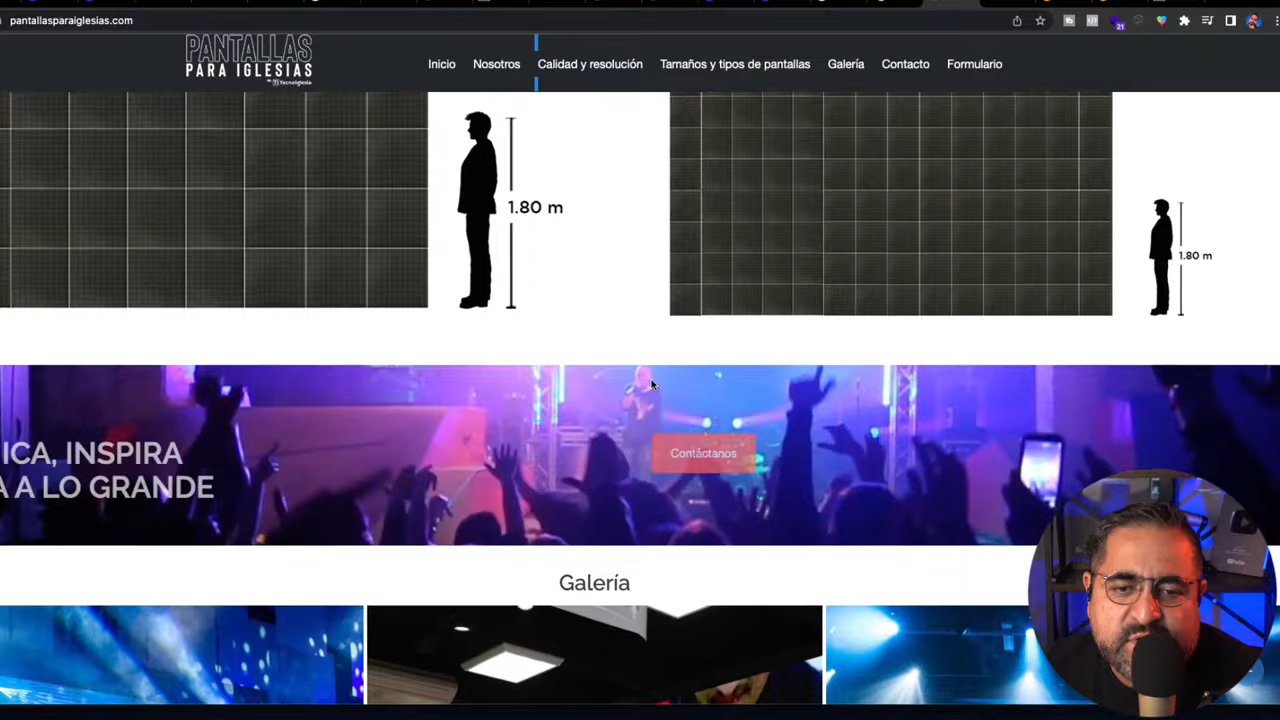 pantallasparaiglesias.com
21
PANTALLAS
PARA IGLESIAS
Inicio
Nosotros
Calidad y resolución
Tamaños y tipos de pantallas
Galería
Contacto
Formulario
1.80 m
1.80 m
ICA, INSPIRA
A A LO GRANDE
Contáctanos
Galería